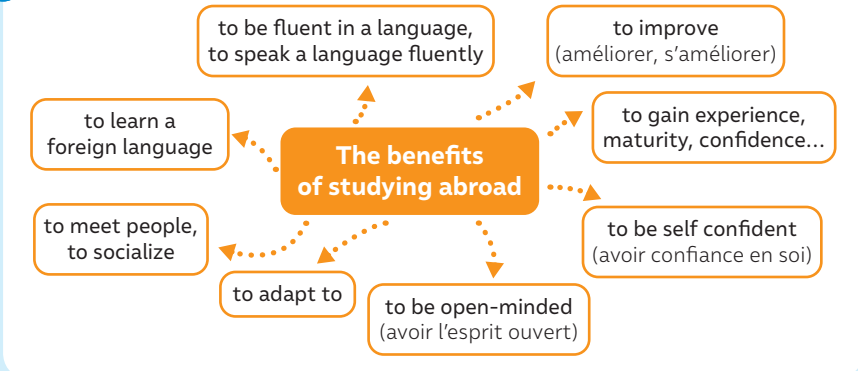 to be fluent in a language,
to speak a language fluently
to improve
(améliorer, s'améliorer)
to learn a
foreign language
to gain experience,
maturity, confidence...
The benefits
of studying abroad
to meet people,
to socialize
to be self confident
(avoir confiance en soi)
to adapt to
to be open-minded
(avoir l'esprit ouvert)